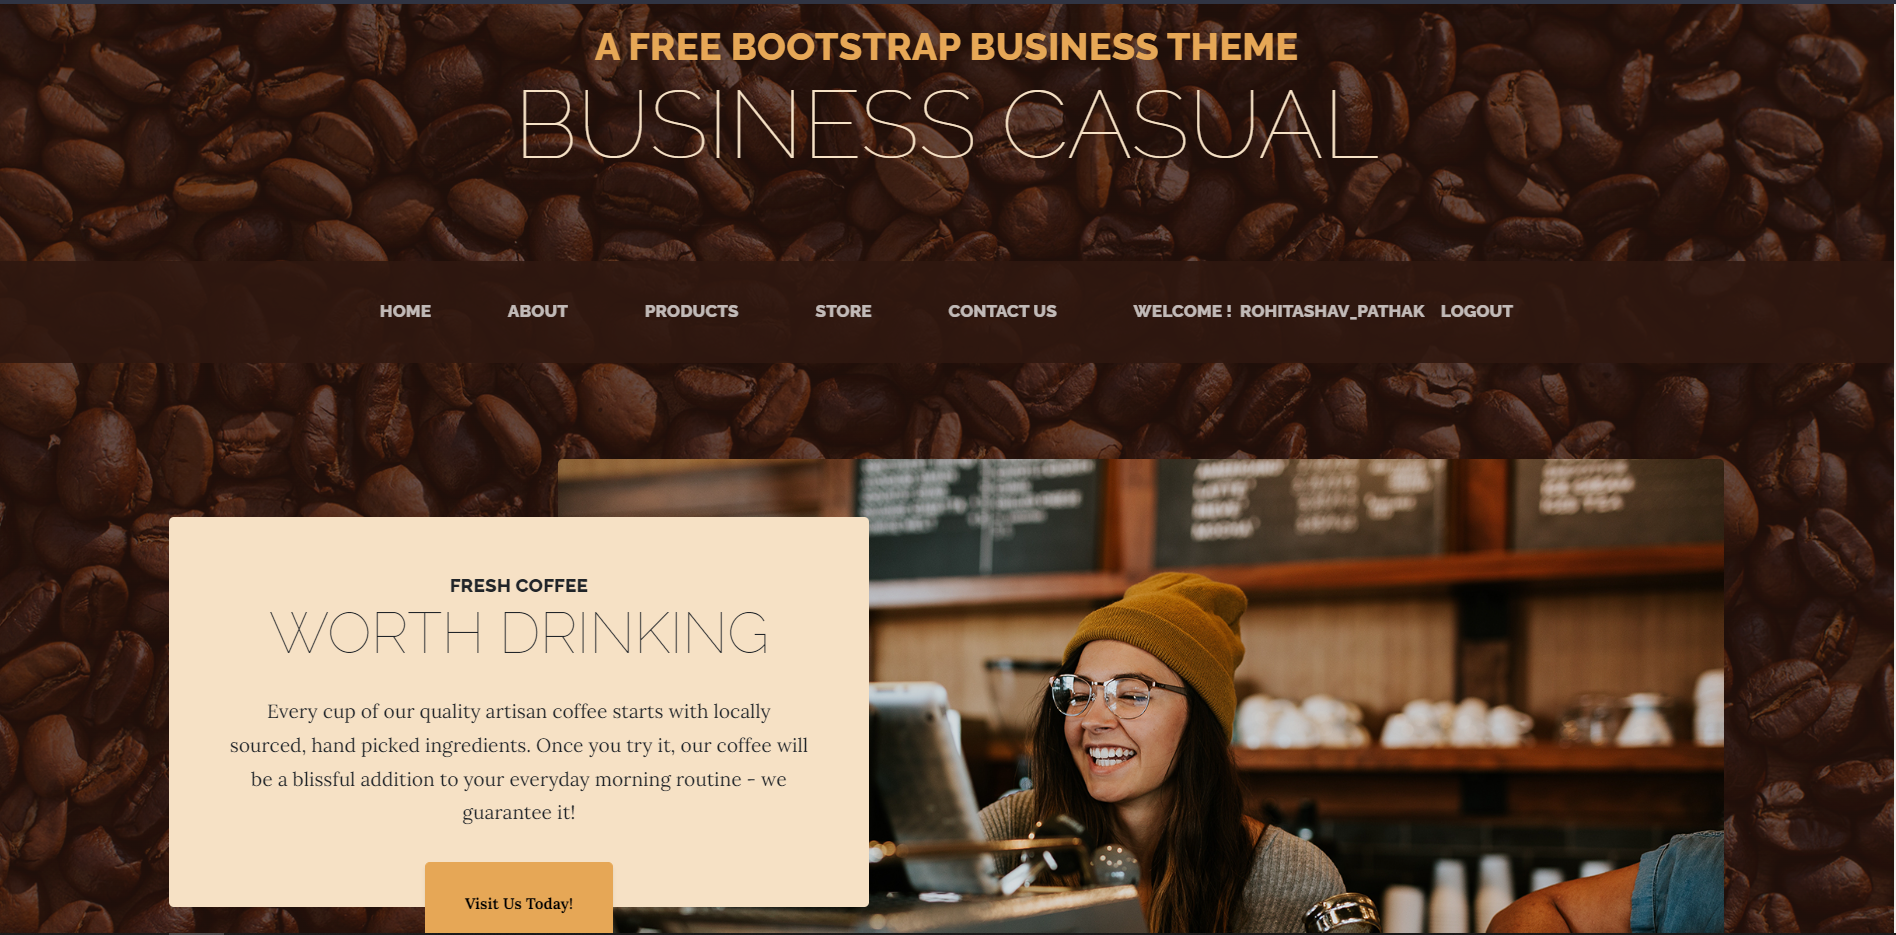 A FREE BOOTSTRAP BUSINESS THEME
BUSINESS CASUAL
HOME ABOUT PRODUCTS STORE CONTACT US WELCOME ! ROHITASHAV_PATHAK LOGOUT
FRESH COFFEE
WORTH DRINKING
Every cup of our quality artisan coffee starts with locally
sourced, hand picked ingredients. Once you try it, our coffee will
be a blissful addition to your everyday morning routine - we
guarantee it!
Visit Us Today!